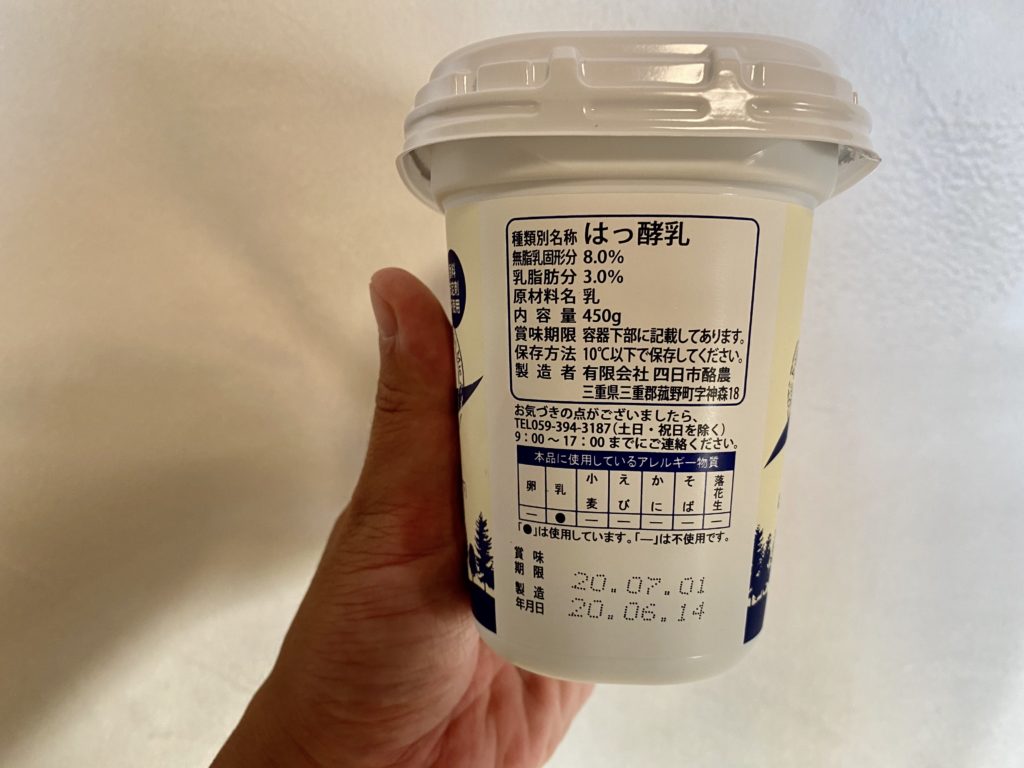 種類別名称 はっ酵乳
無脂乳固形分 8.0%
乳脂肪分 3.0%
原材料名 乳
内容量 450g
賞味期限 容器下部に記載してあります。
保存方法 10℃以下で保存してください。
製造者 有限会社 四日市酪農
三重県三重郡菰野町字神森18
お気づきの点がございましたら、
TEL059-394-3187(土日・祝日を除く)
9:00～17:00 までにご連絡ください。
本品に使用しているアレルギー物質
卵 乳 小麦 えび かに そば 落花生
― ● ― ― ― ― ―
「●」は使用しています。「―」は不使用です。
賞味期限 20.07.01
製造年月日 20.06.14